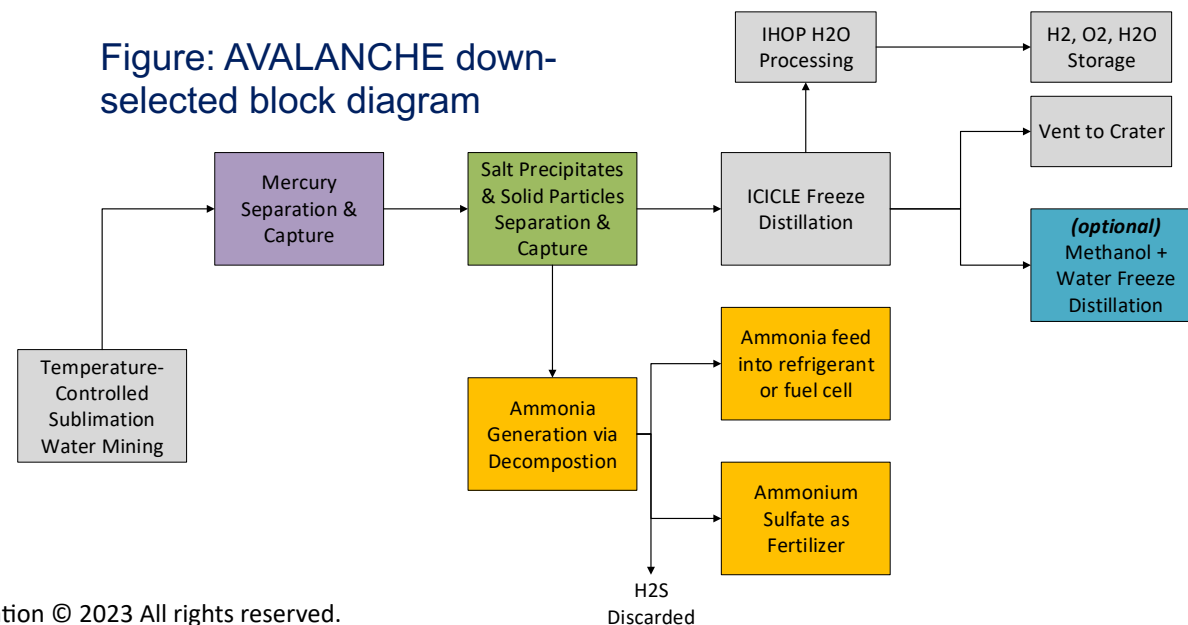 Figure: AVALANCHE down-
selected block diagram
IHOP H2O
Processing
H2, O2, H2O
Storage
Vent to Crater
Mercury
Separation &
Capture
Salt Precipitates
& Solid Particles
Separation &
Capture
ICICLE Freeze
Distillation
(optional)
Methanol +
Water Freeze
Distillation
Temperature-
Controlled
Sublimation
Water Mining
Ammonia
Generation via
Decompostion
Ammonia feed
into refrigerant
or fuel cell
Ammonium
Sulfate as
Fertilizer
H2S
Discarded
tion © 2023 All rights reserved.